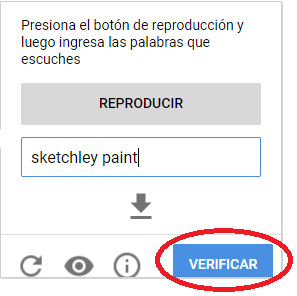 Presiona el botón de reproducción y
luego ingresa las palabras que
escuches
REPRODUCIR
sketchley paint
VERIFICAR